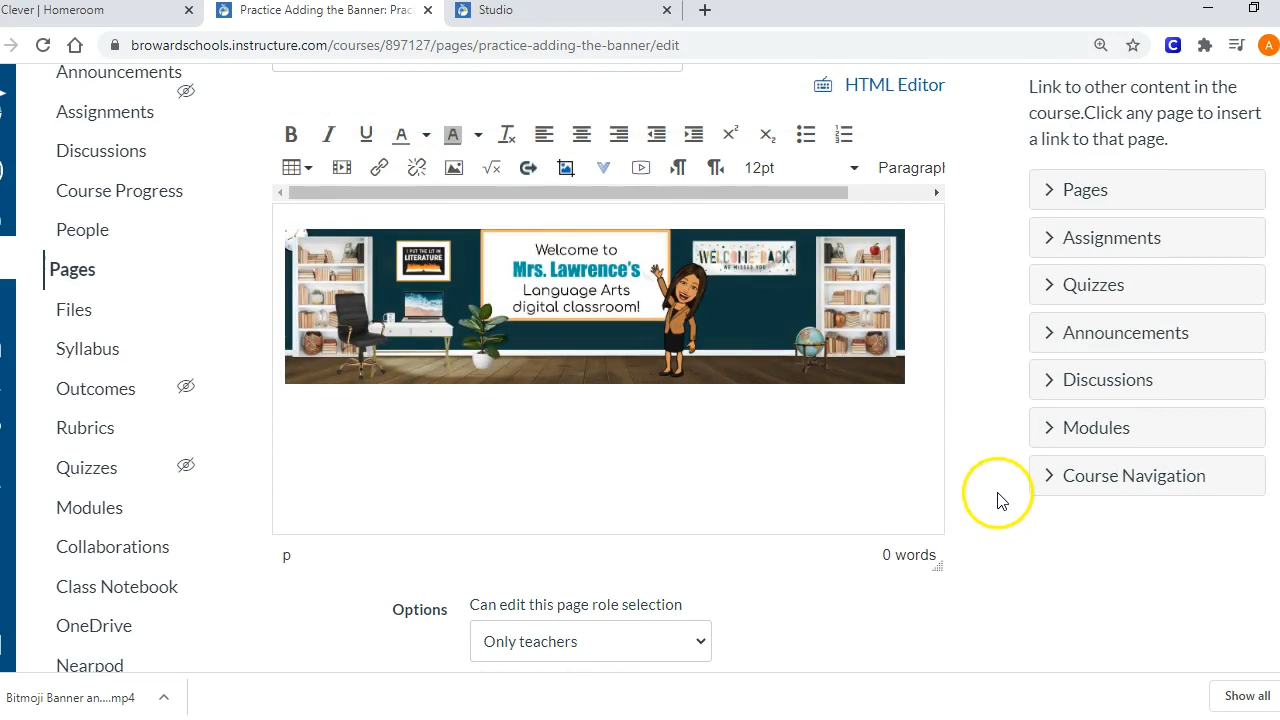 Clever | Homeroom
Practice Adding the Banner: Prac
Studio
browardschools.instructure.com/courses/897127/pages/practice-adding-the-banner/edit
A
Announcements
Assignments
Discussions
Course Progress
People
Pages
Files
Syllabus
Outcomes
Rubrics
Quizzes
Modules
Collaborations
Class Notebook
OneDrive
Nearpod
HTML Editor
B I U A A
12pt
Paragraph
I PUT THE LIT IN
LITERATURE
Welcome to
Mrs. Lawrence's
Language Arts
digital classroom!
WELCOME BACK
WE MISSED YOU
p
0 words
Options
Can edit this page role selection
Only teachers
Link to other content in the
course.Click any page to insert
a link to that page.
Pages
Assignments
Quizzes
Announcements
Discussions
Modules
Course Navigation
Bitmoji Banner an....mp4
Show all